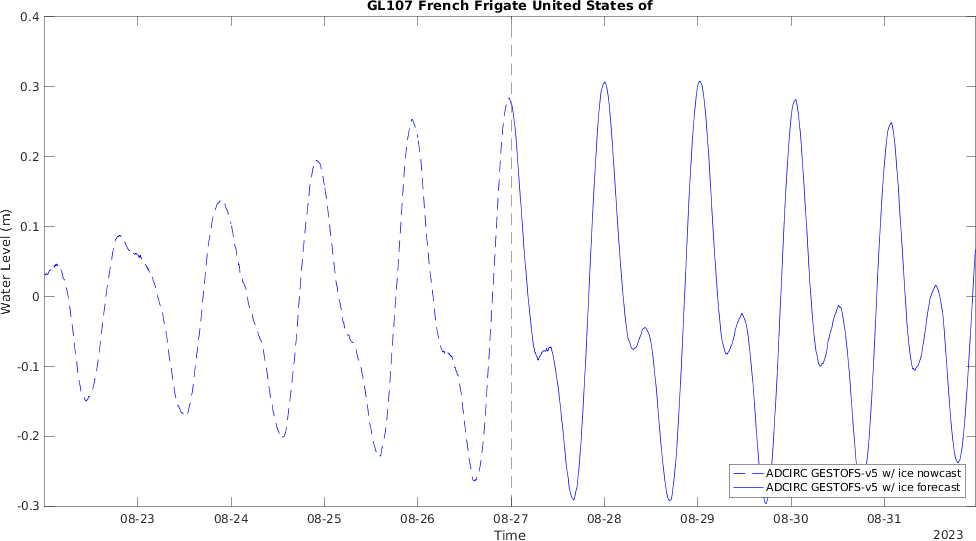 GL107 French Frigate United States of
0.4
0.3
0.2
0.1
0
-0.1
-0.2
-0.3
Water Level (m)
ADCIRC GESTOFS-v5 w/ ice nowcast
ADCIRC GESTOFS-v5 w/ ice forecast
08-23 08-24 08-25 08-26 08-27 08-28 08-29 08-30 08-31
Time
2023